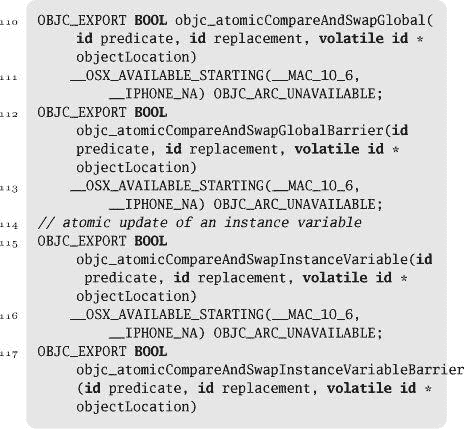 110 OBJC_EXPORT BOOL objc_atomicCompareAndSwapGlobal(
id predicate, id replacement, volatile id *
objectLocation)
111 __OSX_AVAILABLE_STARTING(__MAC_10_6,
__IPHONE_NA) OBJC_ARC_UNAVAILABLE;
112 OBJC_EXPORT BOOL
objc_atomicCompareAndSwapGlobalBarrier(id
predicate, id replacement, volatile id *
objectLocation)
113 __OSX_AVAILABLE_STARTING(__MAC_10_6,
__IPHONE_NA) OBJC_ARC_UNAVAILABLE;
114 // atomic update of an instance variable
115 OBJC_EXPORT BOOL
objc_atomicCompareAndSwapInstanceVariable(id
predicate, id replacement, volatile id *
objectLocation)
116 __OSX_AVAILABLE_STARTING(__MAC_10_6,
__IPHONE_NA) OBJC_ARC_UNAVAILABLE;
117 OBJC_EXPORT BOOL
objc_atomicCompareAndSwapInstanceVariableBarrier
(id predicate, id replacement, volatile id *
objectLocation)